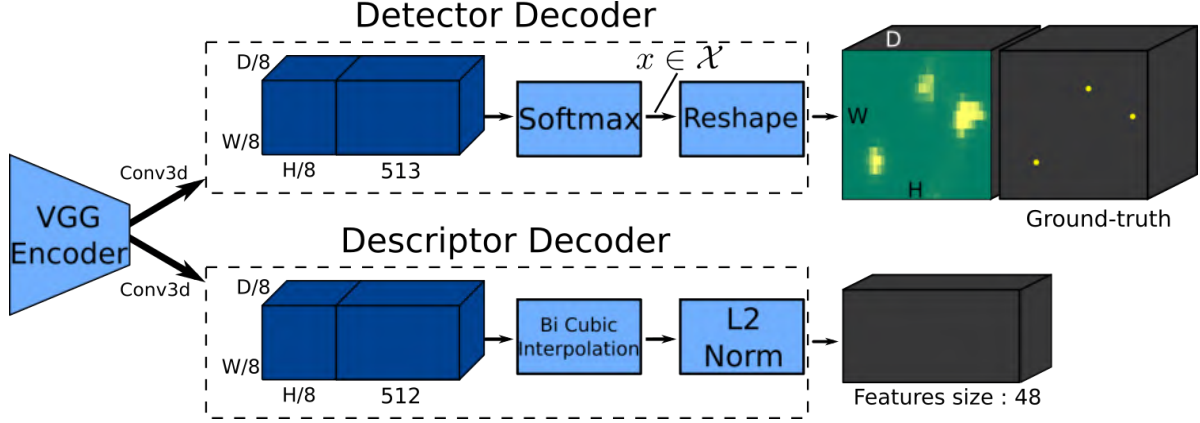 Detector Decoder
D/8
W/8
H/8
513
Softmax
x ∈ 𝒳
Reshape
D
W
H
Ground-truth
VGG
Encoder
Conv3d
Conv3d
Descriptor Decoder
D/8
W/8
H/8
512
Bi Cubic
Interpolation
L2
Norm
Features size : 48